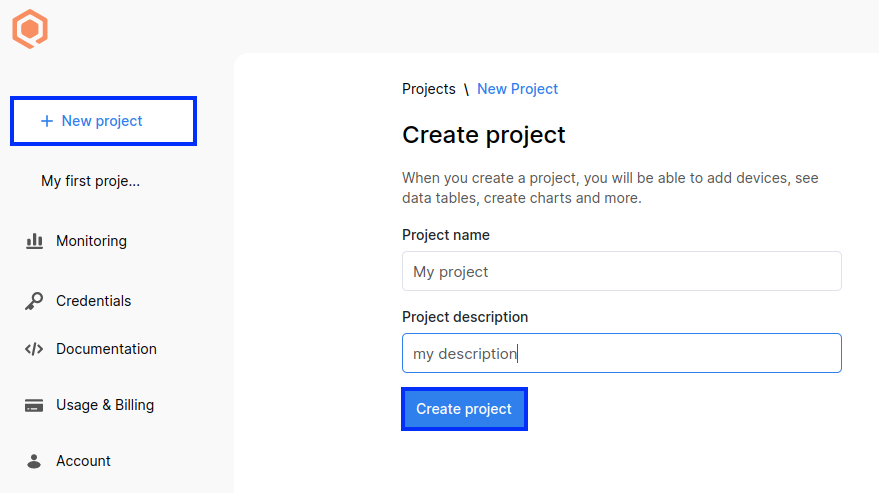 + New project
My first proje...
Monitoring
Credentials
Documentation
Usage & Billing
Account
Projects \ New Project
Create project
When you create a project, you will be able to add devices, see
data tables, create charts and more.
Project name
My project
Project description
my description
Create project